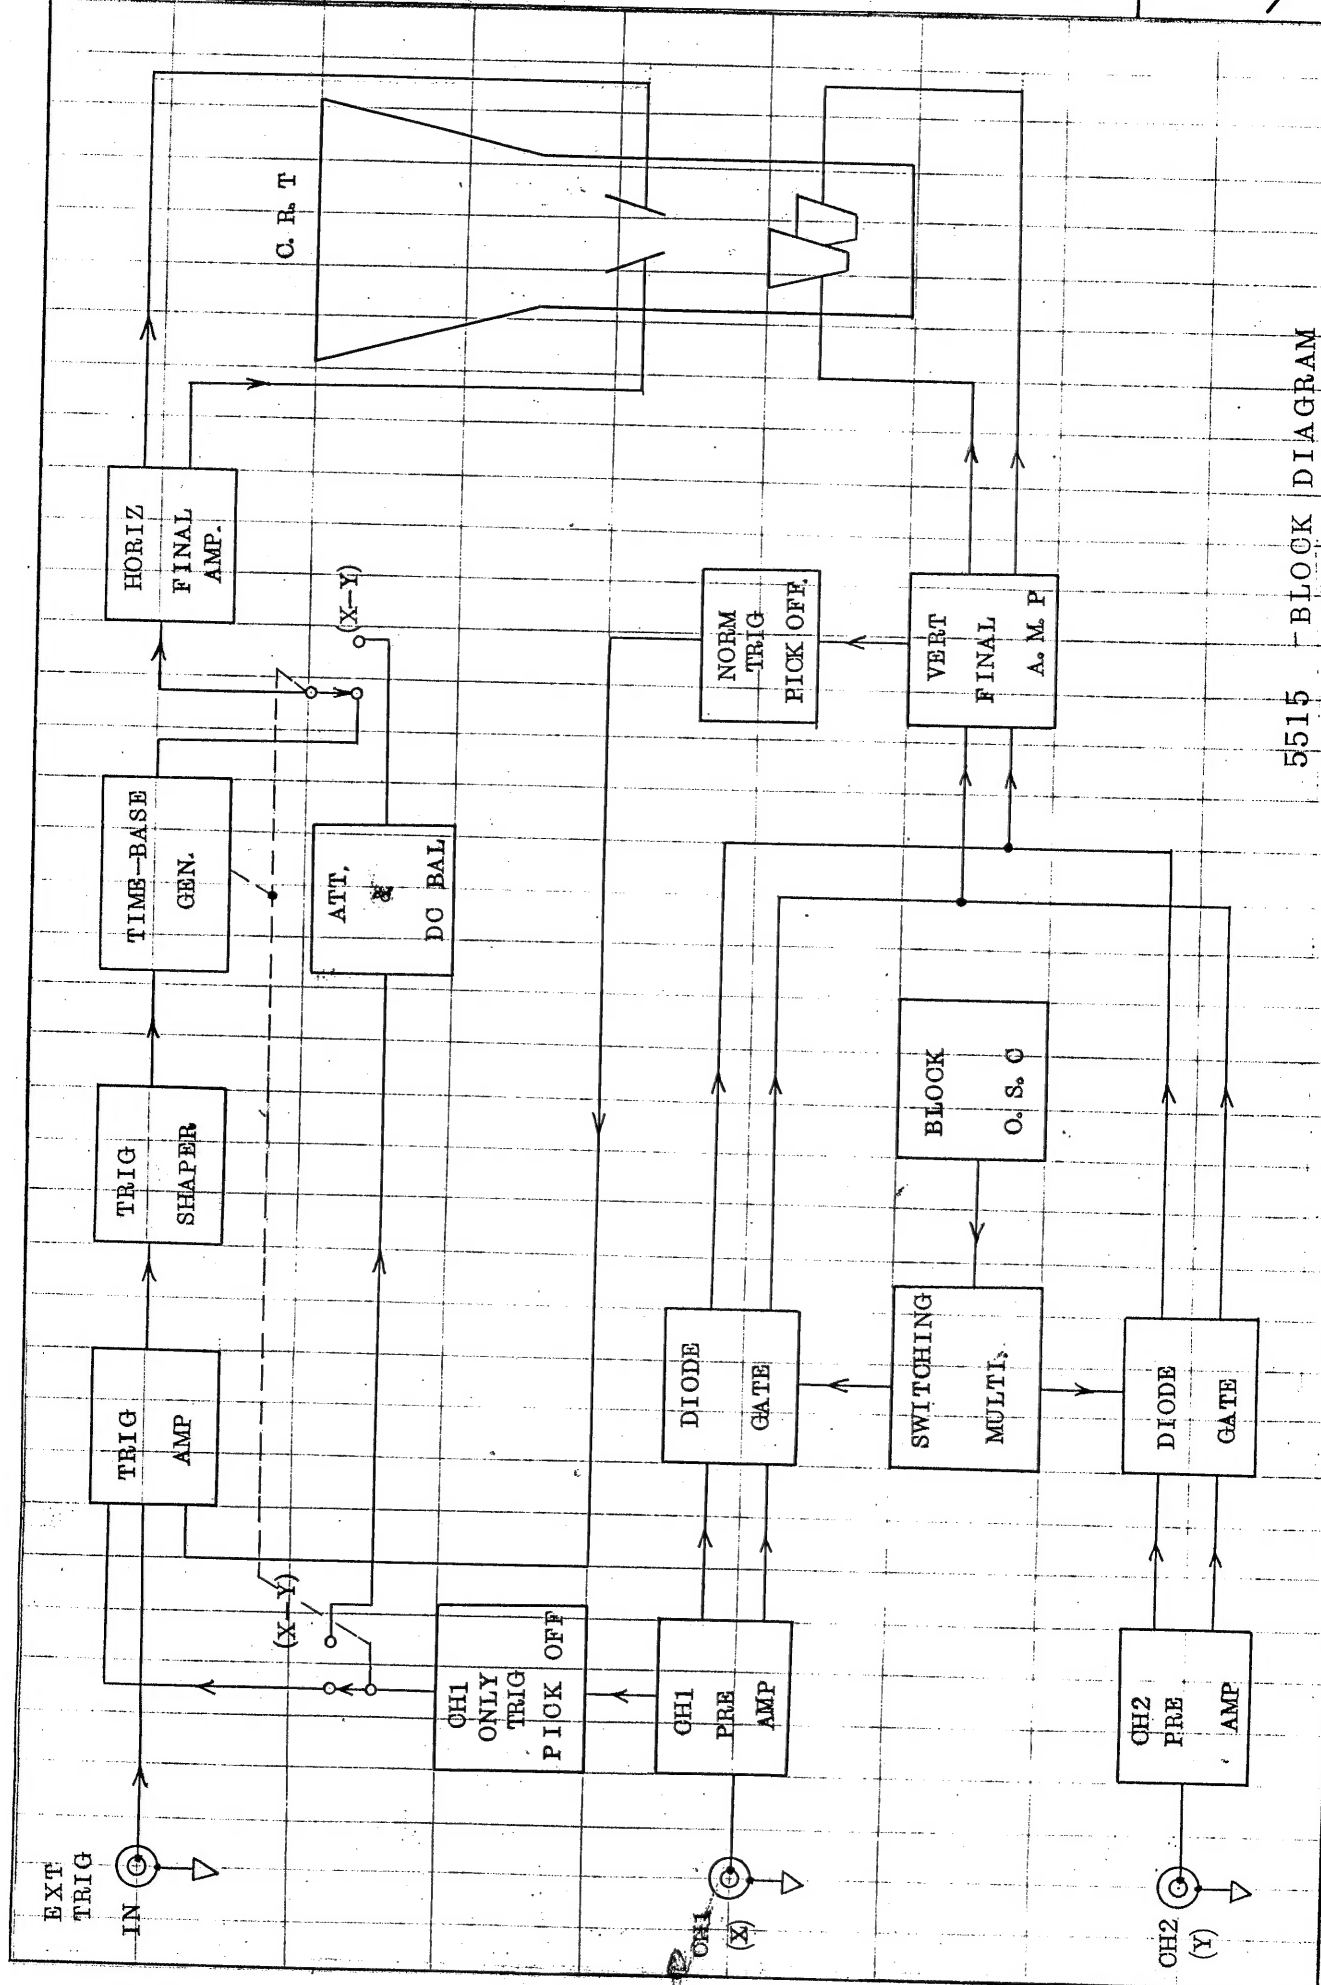 EXT
TRIG
IN
TRIG
AMP
TRIG
SHAPER
TIME-BASE
GEN.
HORIZ
FINAL
AMP.
C. R. T
(X-Y)
(X-Y)
ATT,
&
DC BAL
CH1
ONLY
TRIG
PICK OFF
NORM
TRIG
PICK OFF.
CH1
(X)
CH1
PRE
AMP
DIODE
GATE
SWITCHING
MULTI,
BLOCK
O. S. C
VERT
FINAL
A. M. P
CH2
(Y)
CH2
PRE
AMP
DIODE
GATE
5515 - BLOCK DIAGRAM